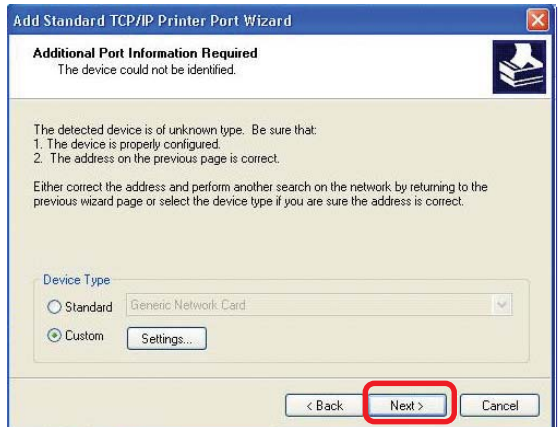 Add Standard TCP/IP Printer Port Wizard
Additional Port Information Required
The device could not be identified.
The detected device is of unknown type. Be sure that:
1. The device is properly configured.
2. The address on the previous page is correct.
Either correct the address and perform another search on the network by returning to the
previous wizard page or select the device type if you are sure the address is correct.
Device Type
Standard Generic Network Card
Custom Settings...
< Back Next > Cancel